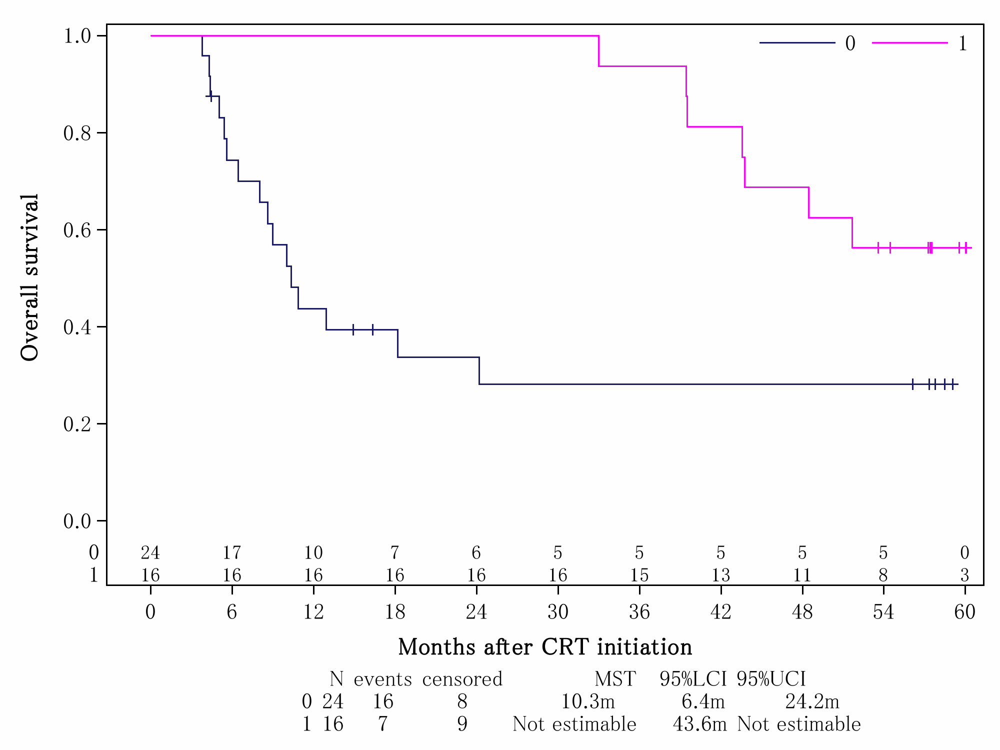 0 1
1.0
0.8
0.6
0.4
0.2
0.0
Overall survival
0 24 17 10 7 6 5 5 5 5 5 0
1 16 16 16 16 16 16 15 13 11 8 3
0 6 12 18 24 30 36 42 48 54 60
Months after CRT initiation
N events censored MST 95%LCI 95%UCI
0 24 16 8 10.3m 6.4m 24.2m
1 16 7 9 Not estimable 43.6m Not estimable